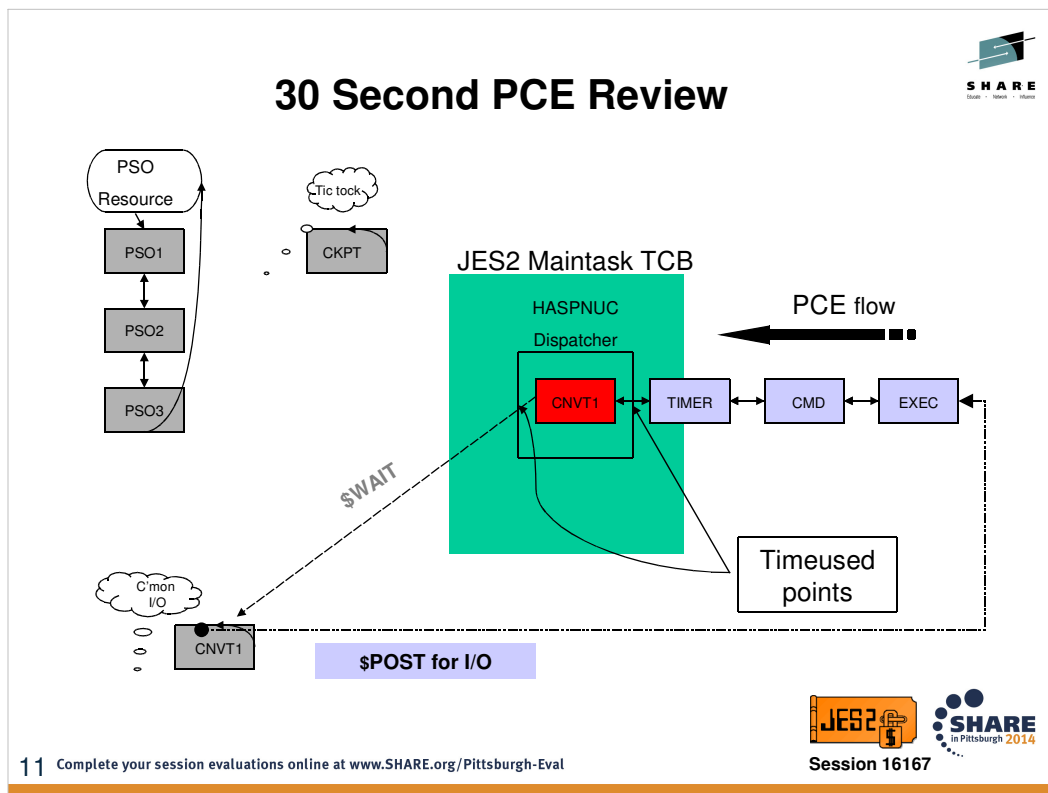 30 Second PCE Review
SHARE
Educate • Network • Influence
PSO
Resource
PSO1
PSO2
PSO3
Tic tock
CKPT
JES2 Maintask TCB
HASPNUC
Dispatcher
CNVT1
TIMER
CMD
EXEC
PCE flow
$WAIT
Timeused
points
C'mon
I/O
CNVT1
$POST for I/O
JES2
$
SHARE
in Pittsburgh 2014
11 Complete your session evaluations online at www.SHARE.org/Pittsburgh-Eval
Session 16167